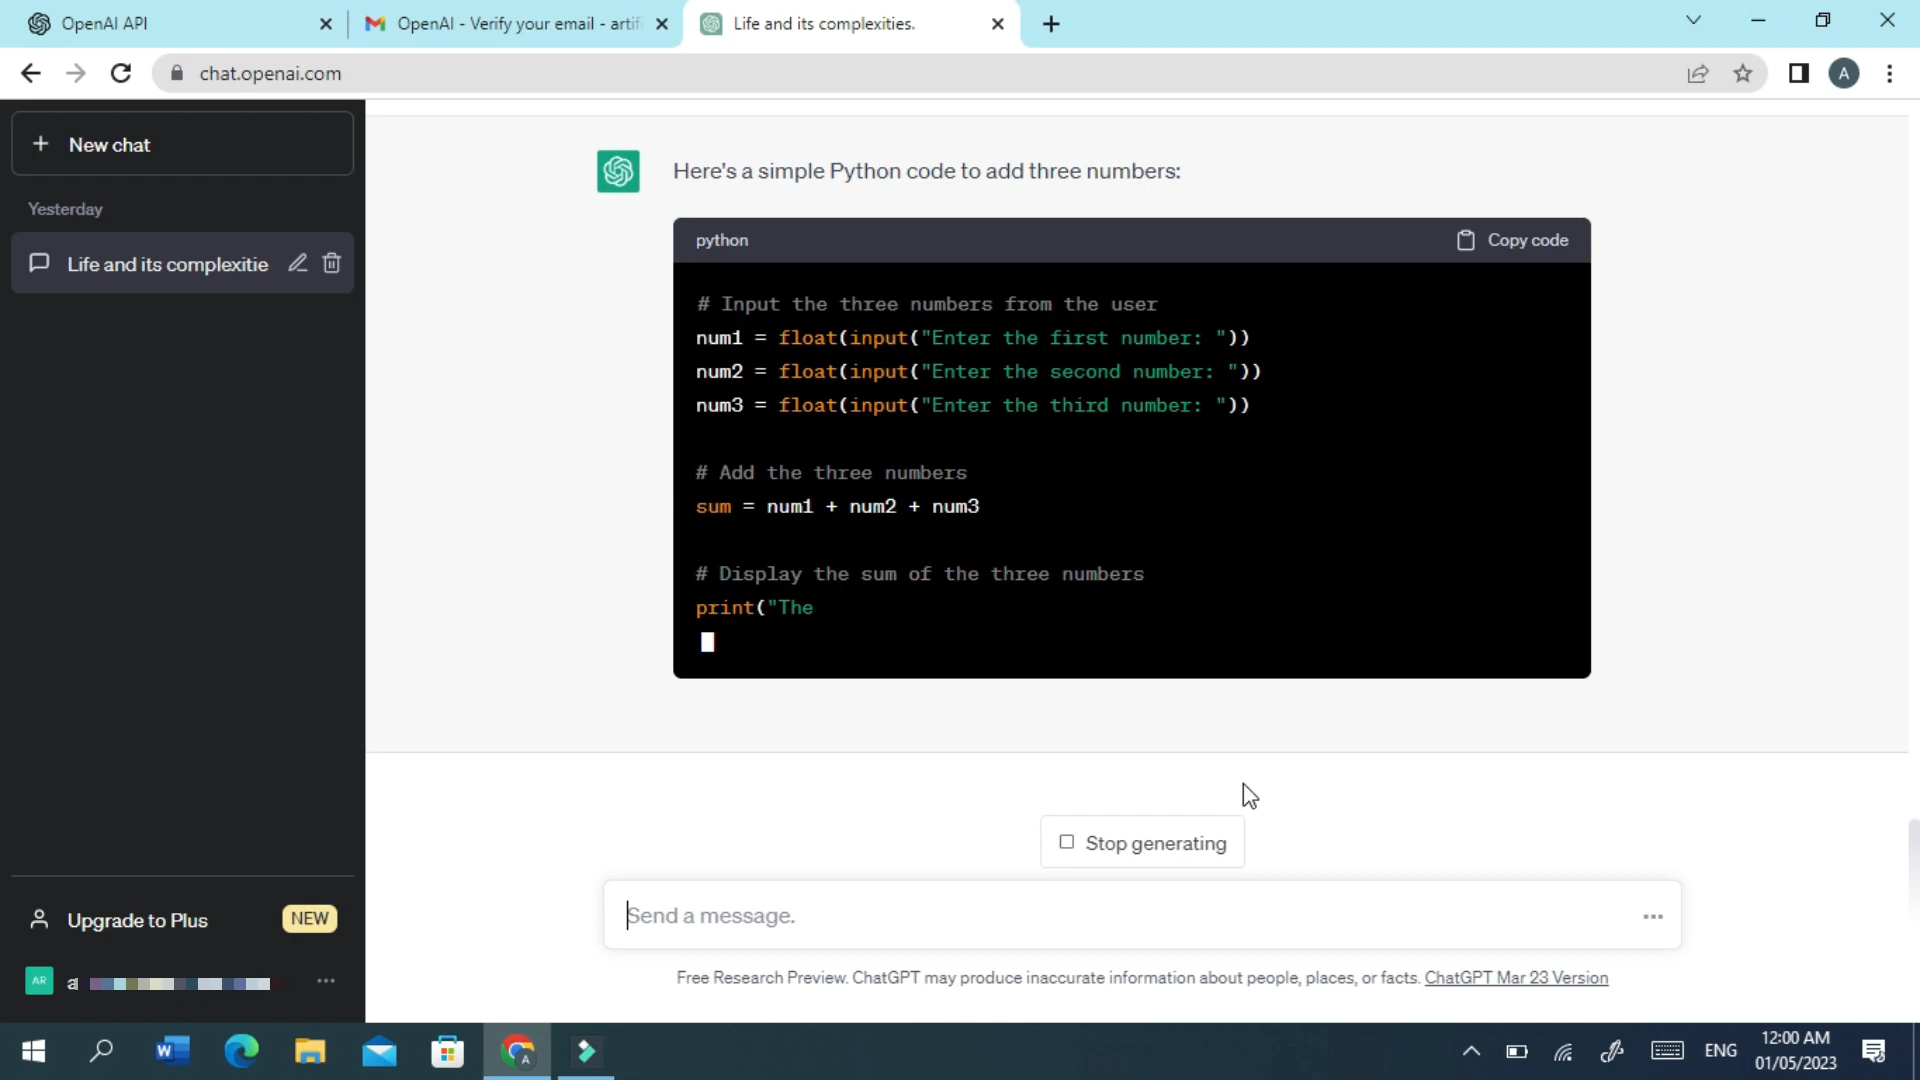 OpenAI API
OpenAI - Verify your email - artif
Life and its complexities.
chat.openai.com
A
New chat
Yesterday
Life and its complexitie
Here's a simple Python code to add three numbers:
python
Copy code
# Input the three numbers from the user
num1 = float(input("Enter the first number: "))
num2 = float(input("Enter the second number: "))
num3 = float(input("Enter the third number: "))
# Add the three numbers
sum = num1 + num2 + num3
# Display the sum of the three numbers
print("The
Stop generating
Send a message.
Free Research Preview. ChatGPT may produce inaccurate information about people, places, or facts. ChatGPT Mar 23 Version
Upgrade to Plus
NEW
AR
a
W
A
ENG
12:00 AM
01/05/2023